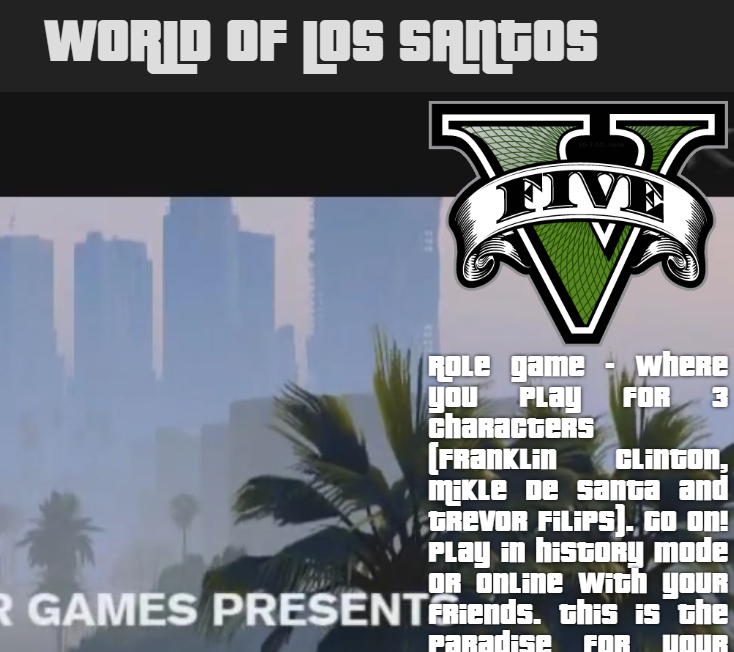 WORLD OF LOS SANTOS
FIVE
Role game - where
you play for 3
characters
(Franklin Clinton,
Mikle De Santa and
Trevor Filips). to on!
Play in history mode
or online with your
R GAMES PRESENTS
friends. this is the
paradise for your